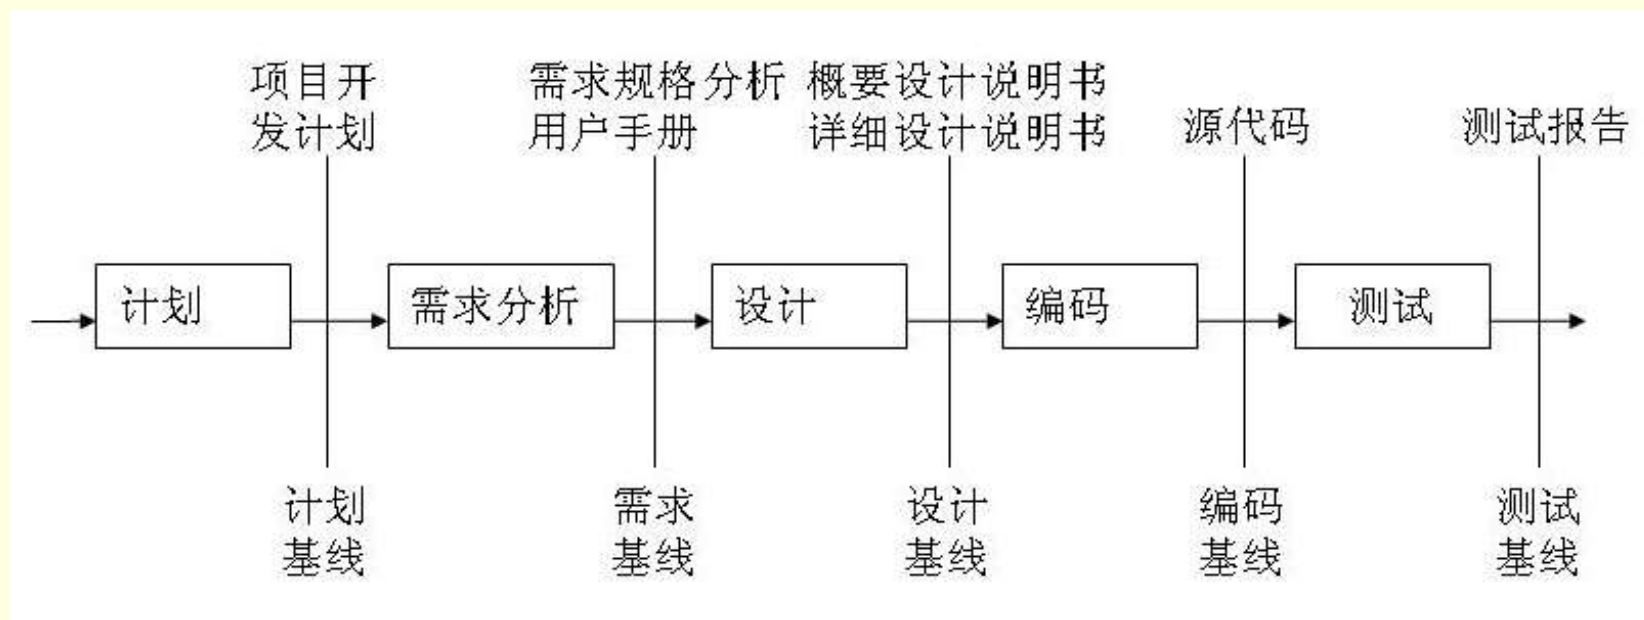 项目开
发计划
需求规格分析
用户手册
概要设计说明书
详细设计说明书
源代码
测试报告
计划
需求分析
设计
编码
测试
计划
基线
需求
基线
设计
基线
编码
基线
测试
基线